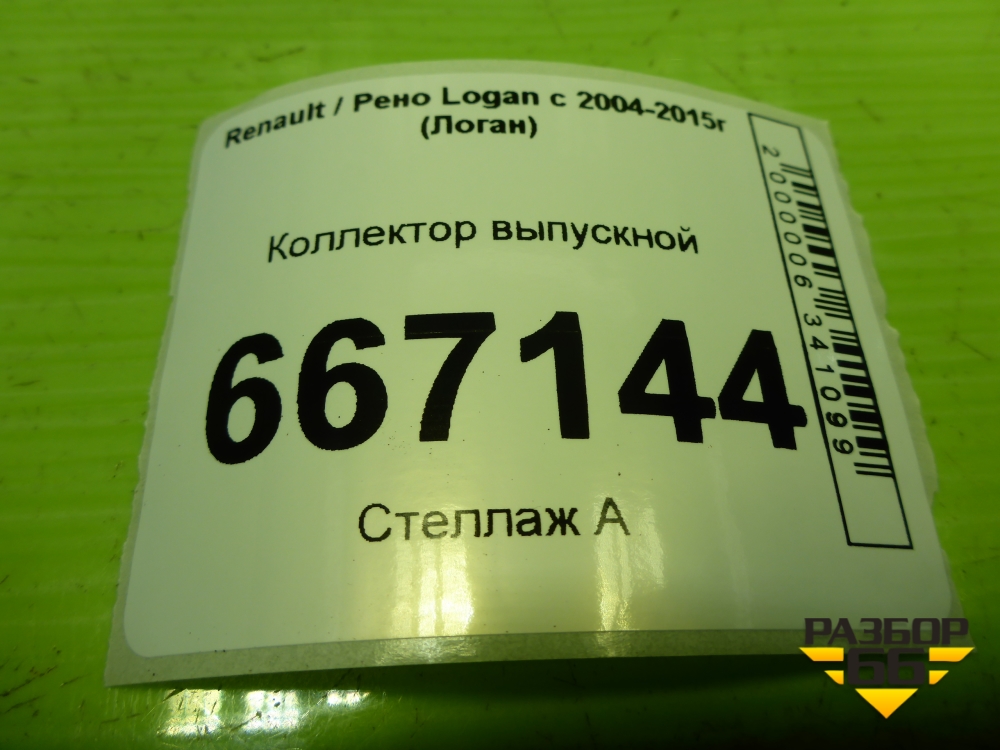 Renault / Рено Logan с 2004-2015г
(Логан)
Коллектор выпускной
667144
Стеллаж А
2000006341099
РАЗБОР
66